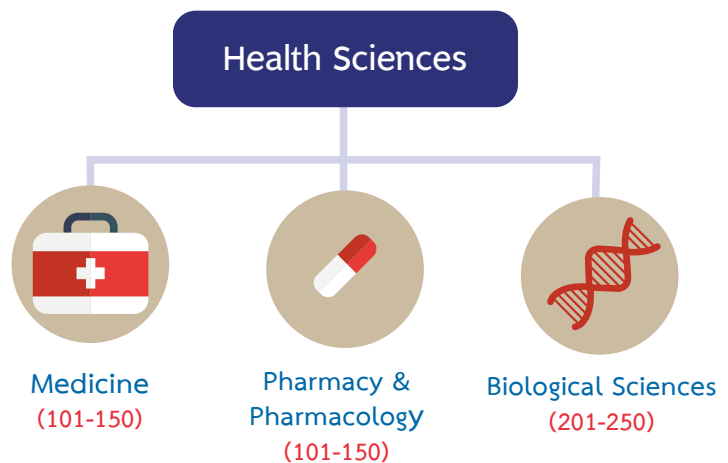 Health Sciences
Medicine
(101-150)
Pharmacy &
Pharmacology
(101-150)
Biological Sciences
(201-250)